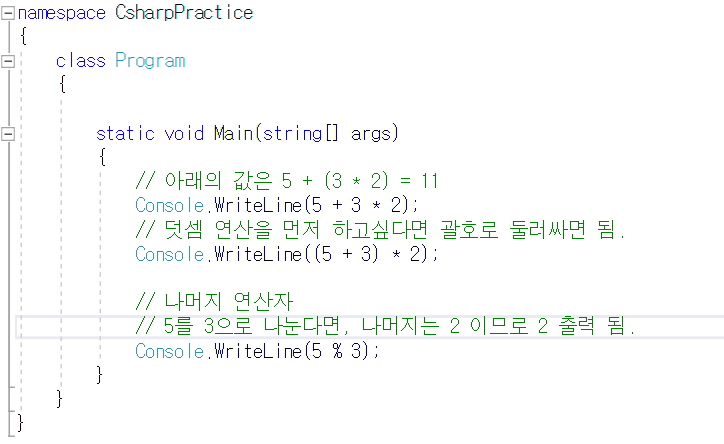 namespace CsharpPractice
{
class Program
{
static void Main(string[] args)
{
// 아래의 값은 5 + (3 * 2) = 11
Console.WriteLine(5 + 3 * 2);
// 덧셈 연산을 먼저 하고싶다면 괄호로 둘러싸면 됨.
Console.WriteLine((5 + 3) * 2);
// 나머지 연산자
// 5를 3으로 나눈다면, 나머지는 2 이므로 2 출력 됨.
Console.WriteLine(5 % 3);
}
}
}